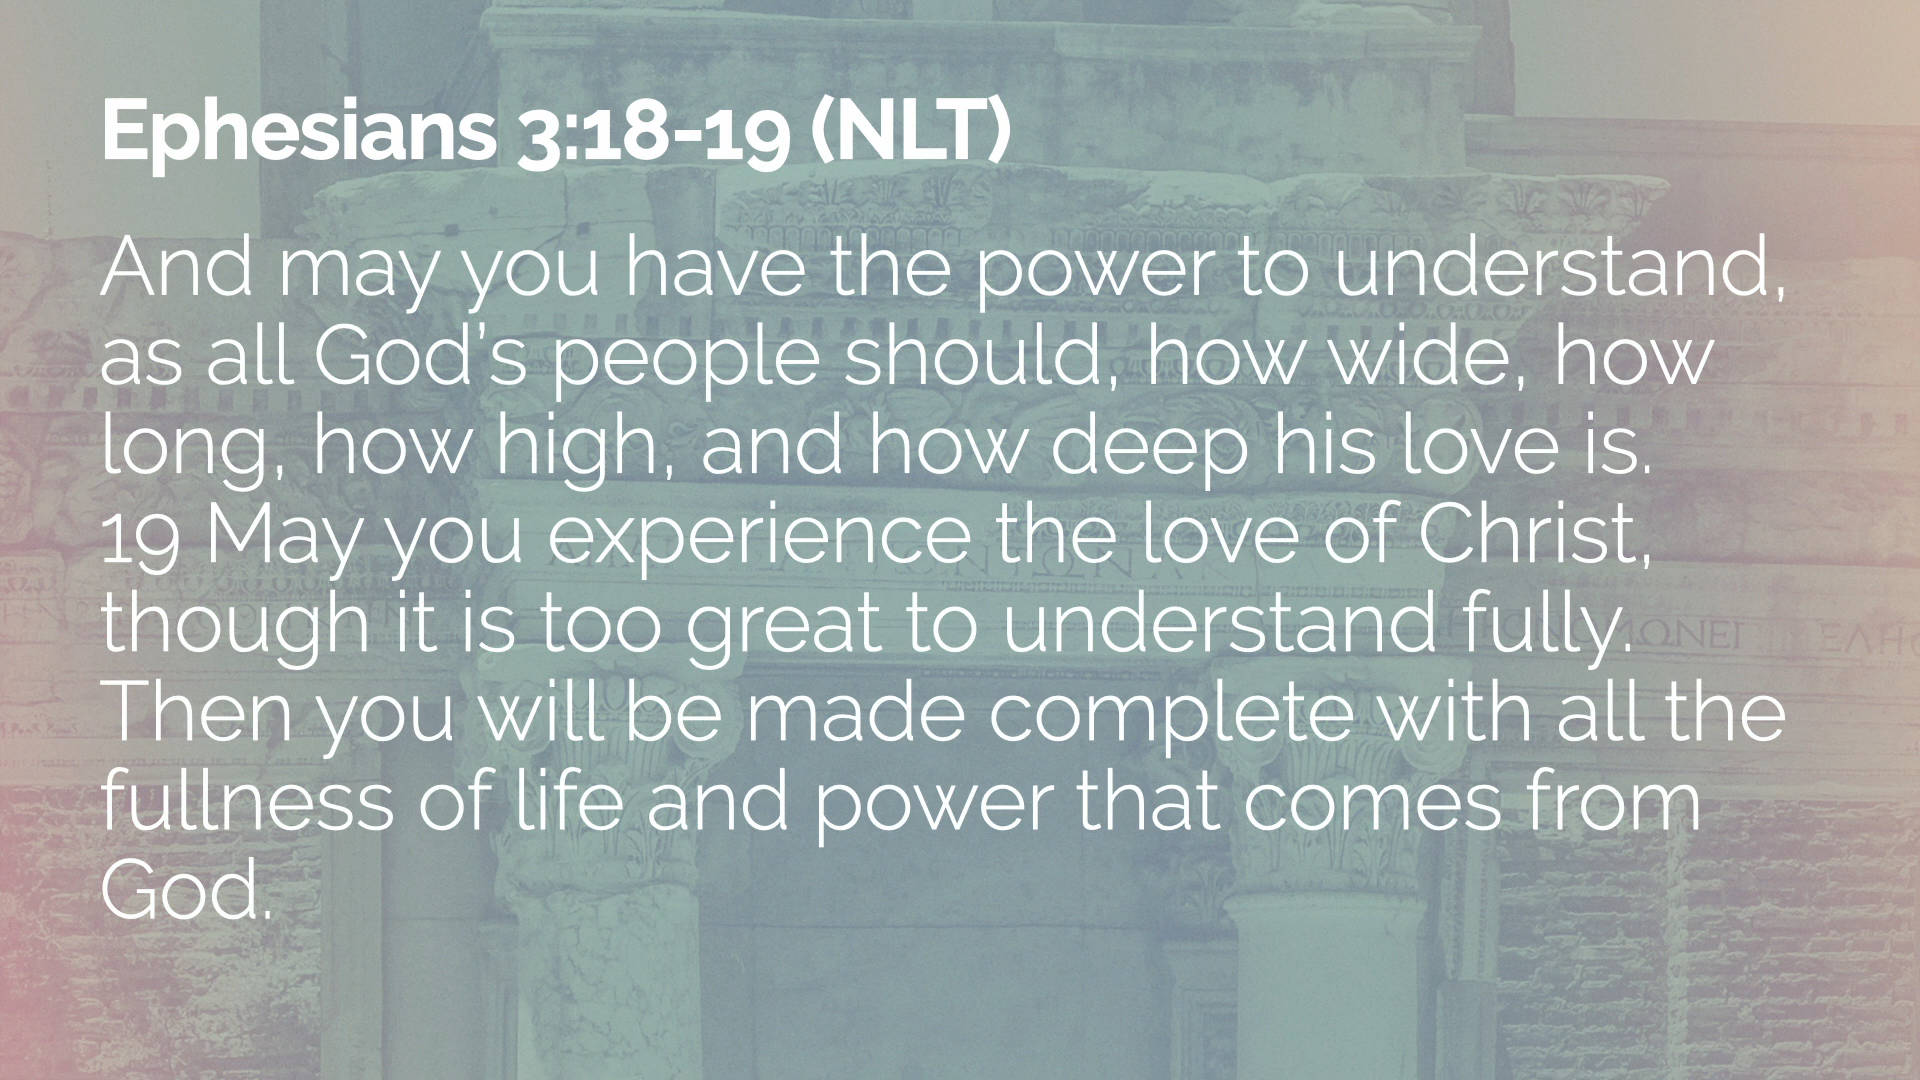 Ephesians 3:18-19 (NLT)
And may you have the power to understand,
as all God’s people should, how wide, how
long, how high, and how deep his love is.
19 May you experience the love of Christ,
though it is too great to understand fully.
Then you will be made complete with all the
fullness of life and power that comes from
God.